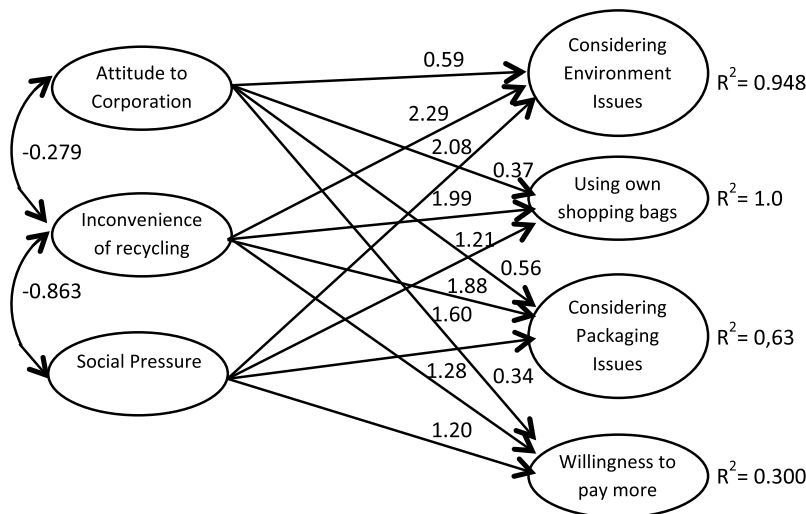 Attitude to
Corporation
Inconvenience
of recycling
Social Pressure
-0.279
-0.863
0.59
2.29
2.08
0.37
1.99
1.21
0.56
1.88
1.60
1.28
0.34
1.20
Considering
Environment
Issues
R²= 0.948
Using own
shopping bags
R²= 1.0
Considering
Packaging
Issues
R²= 0,63
Willingness to
pay more
R²= 0.300